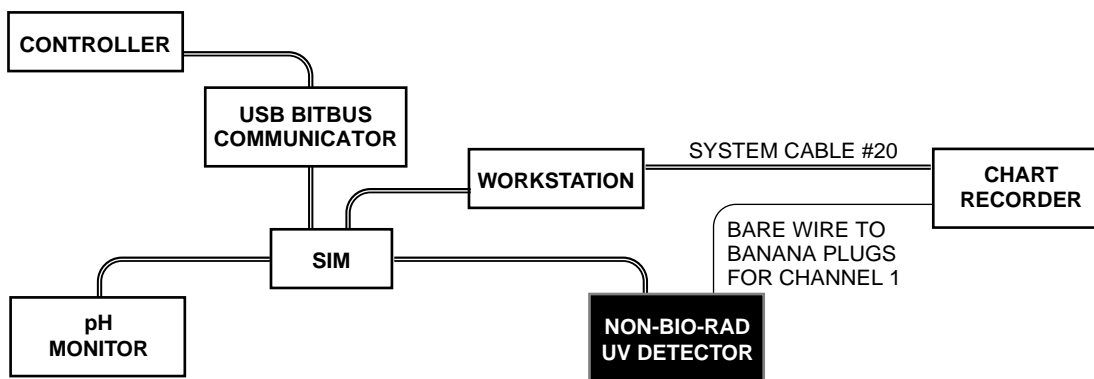 CONTROLLER
USB BITBUS
COMMUNICATOR
SYSTEM CABLE #20
WORKSTATION
CHART
RECORDER
BARE WIRE TO
BANANA PLUGS
FOR CHANNEL 1
SIM
pH
MONITOR
NON-BIO-RAD
UV DETECTOR